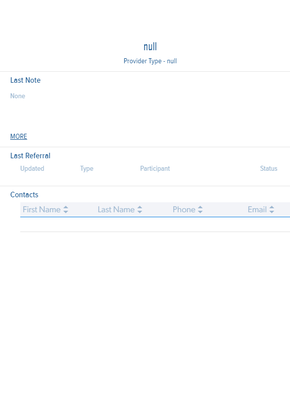 null
Provider Type - null
Last Note
None
MORE
Last Referral
Updated Type Participant Status
Contacts
First Name Last Name Phone Email